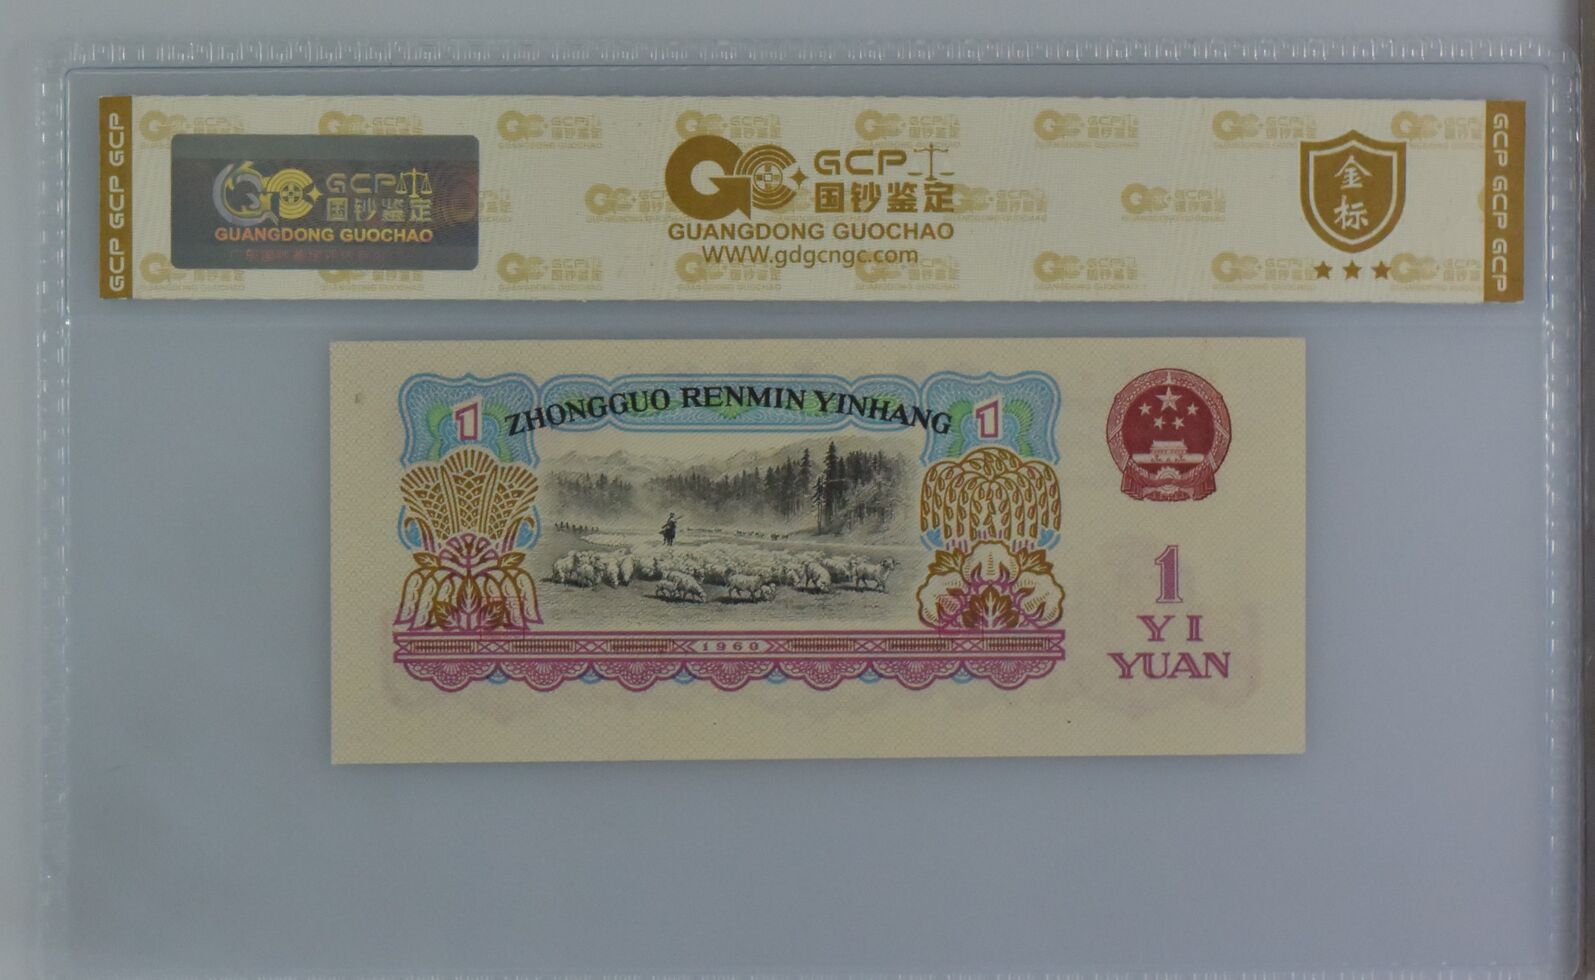 GCP GCP GCP
GCP
国钞鉴定
GUANGDONG GUOCHAO
GCP
国钞鉴定
GUANGDONG GUOCHAO
WWW.gdgcngc.com
金标
GCP GCP GCP
ZHONGGUO RENMIN YINHANG
1
1
1960
1
YI
YUAN